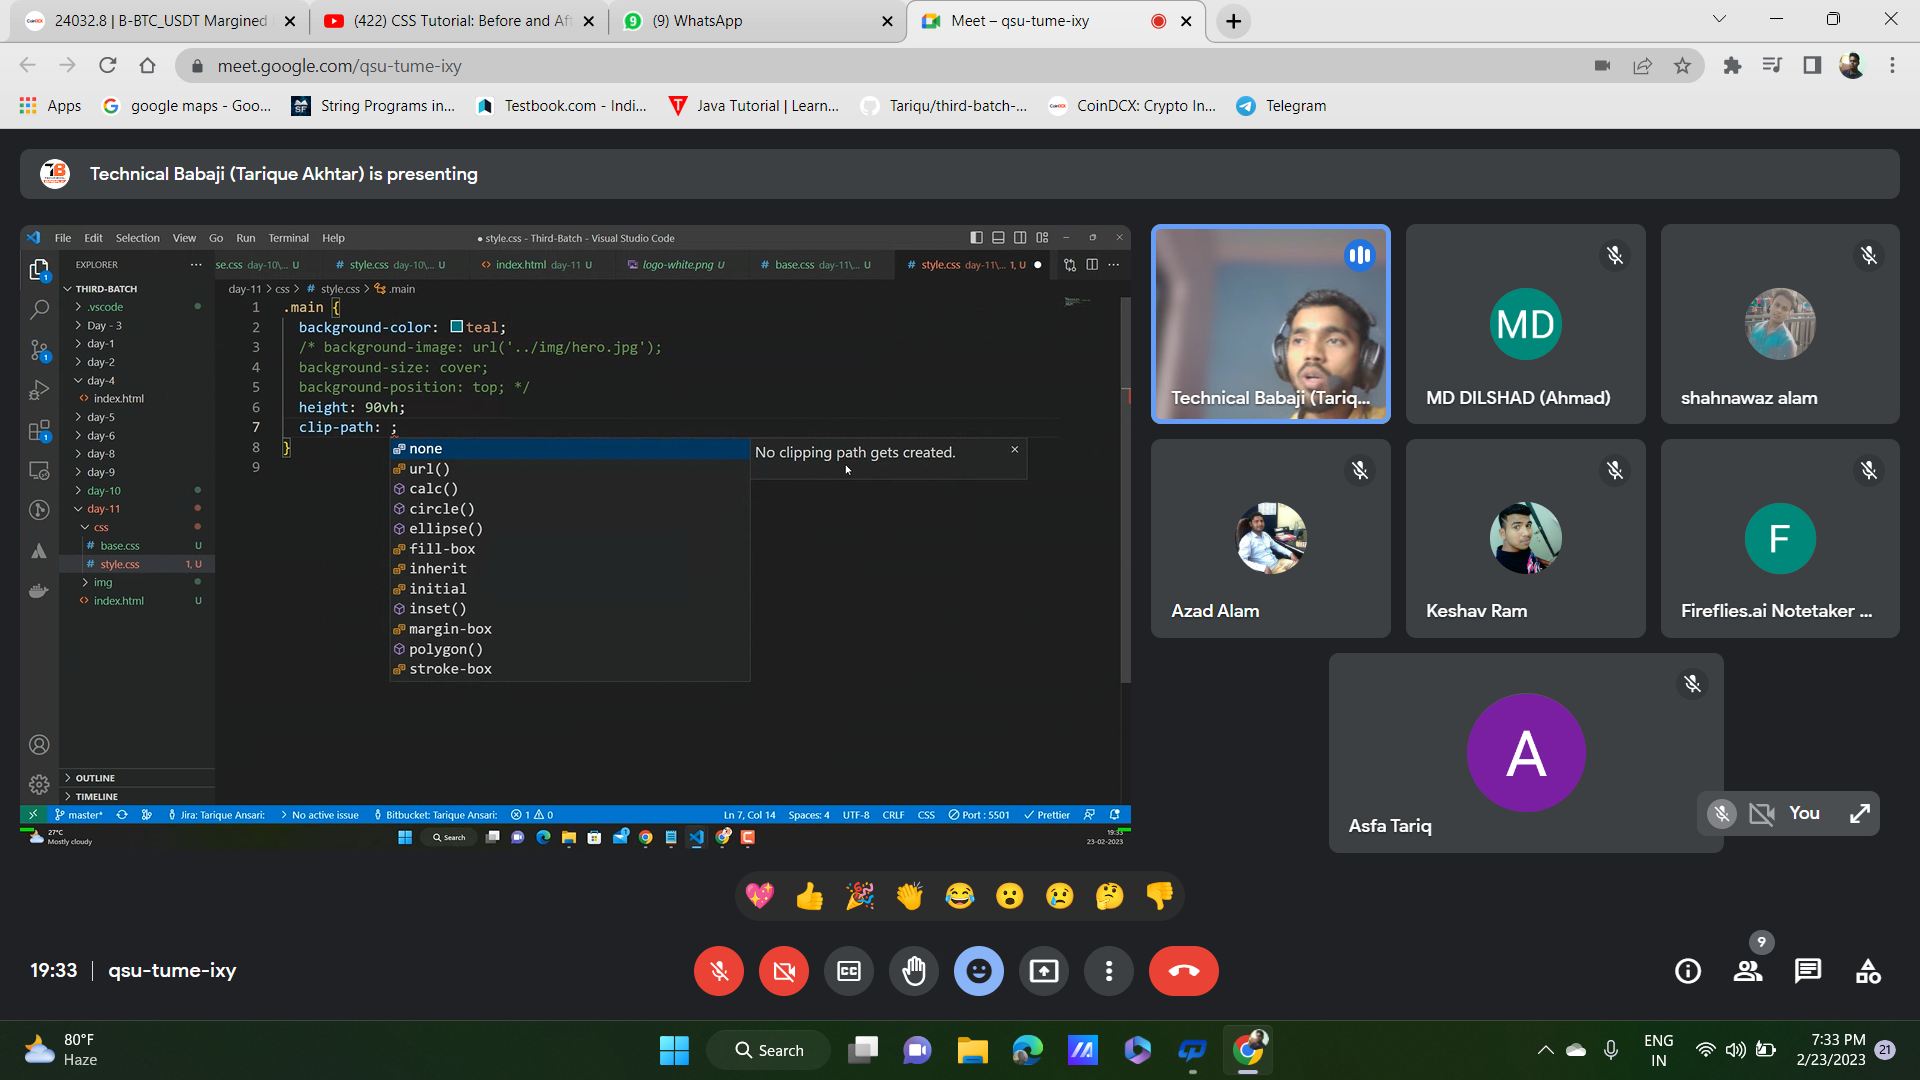 24032.8 | B-BTC_USDT Margined
(422) CSS Tutorial: Before and Aft
(9) WhatsApp
Meet – qsu-tume-ixy
meet.google.com/qsu-tume-ixy
Apps
google maps - Goo...
String Programs in...
Testbook.com - Indi...
Java Tutorial | Learn...
Tariqu/third-batch-...
CoinDCX: Crypto In...
Telegram
Technical Babaji (Tarique Akhtar) is presenting
File Edit Selection View Go Run Terminal Help
● style.css - Third-Batch - Visual Studio Code
EXPLORER
se.css day-10\... U
# style.css day-10\... U
index.html day-11 U
logo-white.png U
# base.css day-11\... U
# style.css day-11\... 1, U
day-11 > css > # style.css > .main
THIRD-BATCH
.vscode
Day - 3
day-1
day-2
day-4
index.html
day-5
day-6
day-8
day-9
day-10
day-11
css
# base.css U
# style.css 1, U
img
index.html U
OUTLINE
TIMELINE
1 .main {
2 background-color: teal;
3 /* background-image: url('../img/hero.jpg');
4 background-size: cover;
5 background-position: top; */
6 height: 90vh;
7 clip-path: ;
8 }
9
none
No clipping path gets created.
url()
calc()
circle()
ellipse()
fill-box
inherit
initial
inset()
margin-box
polygon()
stroke-box
master* Jira: Tarique Ansari: No active issue Bitbucket: Tarique Ansari: 1 0 Ln 7, Col 14 Spaces: 4 UTF-8 CRLF CSS Port : 5501 Prettier
27°C
Mostly cloudy
Search
19:33
23-02-2023
Technical Babaji (Tariq...
MD
MD DILSHAD (Ahmad)
shahnawaz alam
Azad Alam
Keshav Ram
F
Fireflies.ai Notetaker ...
A
Asfa Tariq
You
19:33 | qsu-tume-ixy
CC
9
80°F
Haze
Search
ENG
IN
7:33 PM
2/23/2023
21